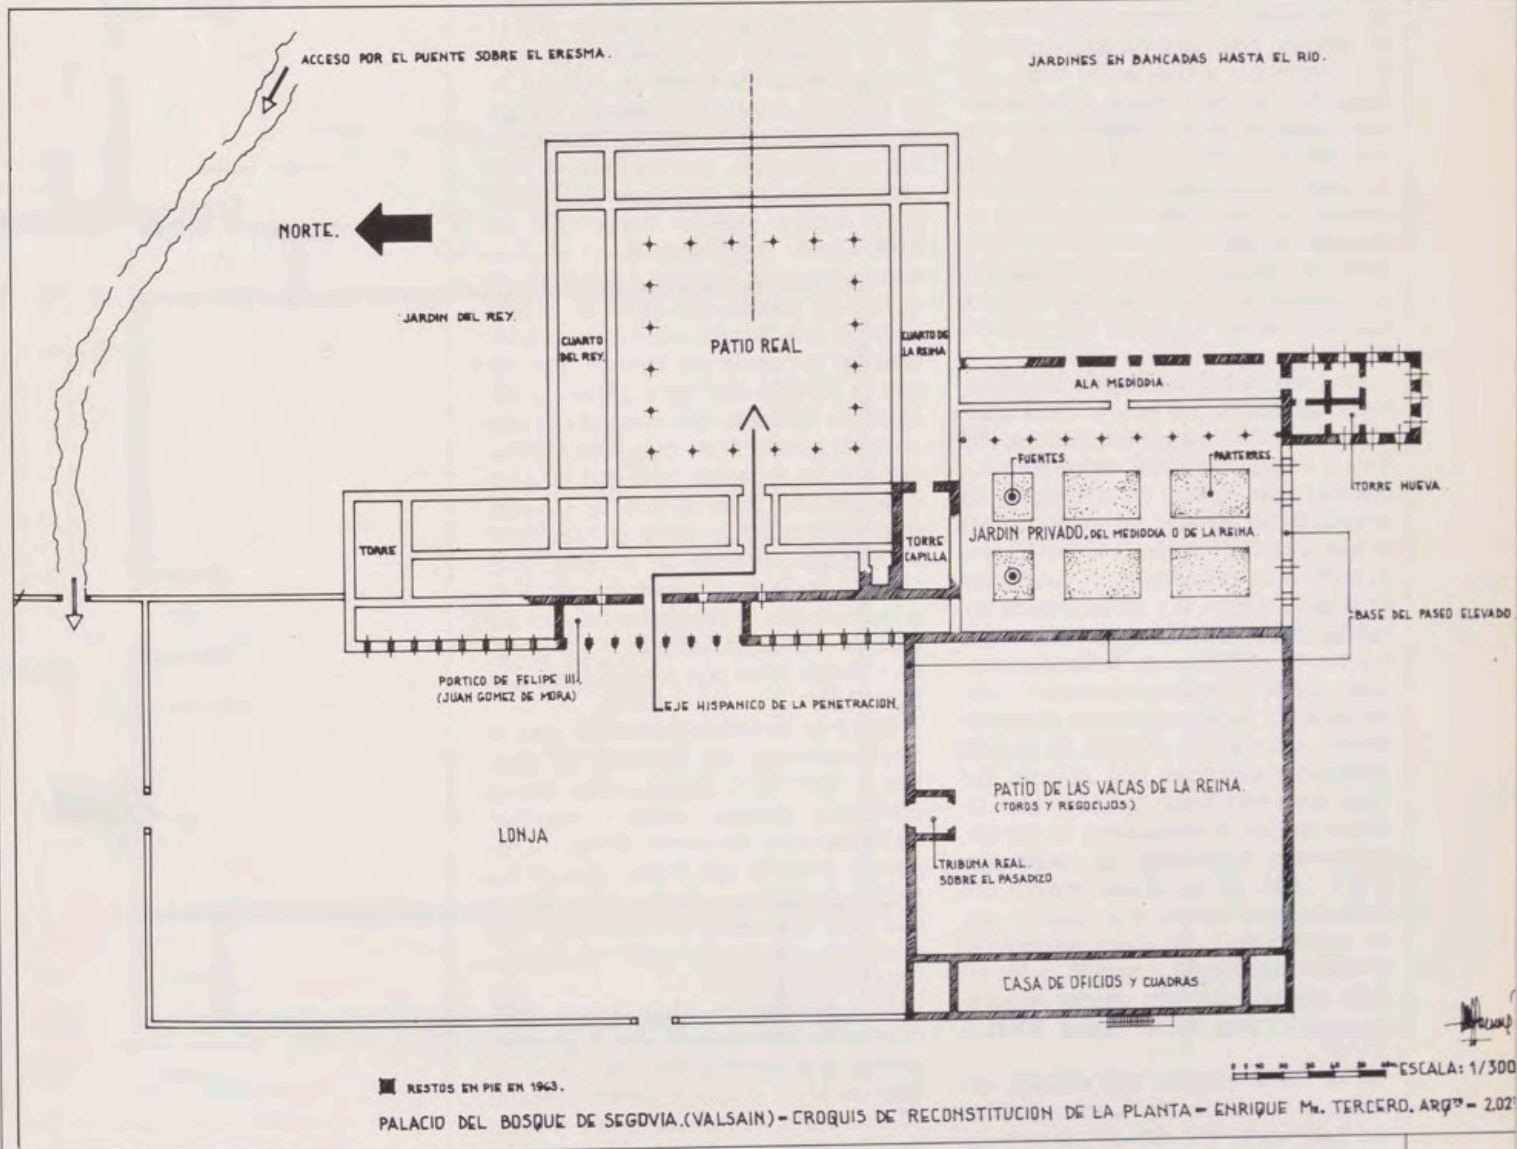 ACCESO POR EL PUENTE SOBRE EL ERESMA.
JARDINES EN BANCADAS HASTA EL RIO.
NORTE.
JARDIN DEL REY.
CUARTO
DEL REY.
PATIO REAL
CUARTO DE
LA REINA
ALA MEDIODIA.
FUENTES.
PARTERRES.
TORRE NUEVA
JARDIN PRIVADO, DEL MEDIODIA O DE LA REINA.
TORRE
TORRE
CAPILLA.
BASE DEL PASEO ELEVADO
PORTICO DE FELIPE III.
(JUAN GOMEZ DE MORA)
EJE HISPANICO DE LA PENETRACION.
PATÍO DE LAS VACAS DE LA REINA.
(TOROS Y REGOCIJOS)
LONJA
TRIBUNA REAL.
SOBRE EL PASADIZO
CASA DE OFICIOS Y CUADRAS
ESCALA: 1/300
RESTOS EN PIE EN 1963.
PALACIO DEL BOSQUE DE SEGOVIA.(VALSAIN)-CROQUIS DE RECONSTITUCION DE LA PLANTA-ENRIQUE Mª. TERCERO. ARQTO- 2.02